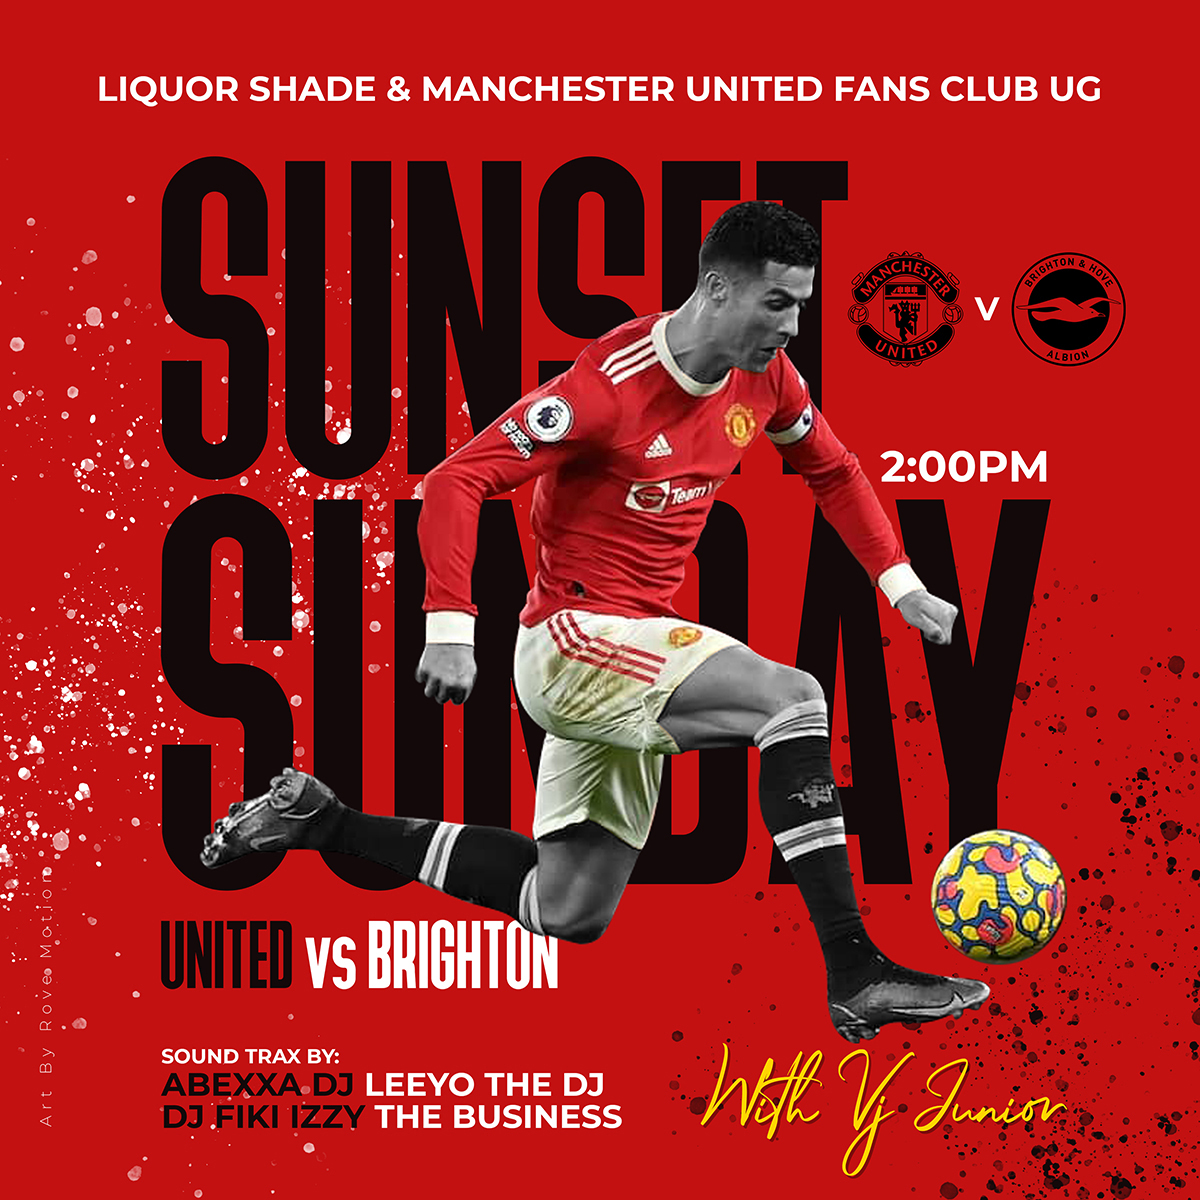 LIQUOR SHADE & MANCHESTER UNITED FANS CLUB UG
SUNSET
SUNDAY
MANCHESTER
UNITED
V
BRIGHTON & HOVE
ALBION
2:00PM
Team
UNITED VS BRIGHTON
SOUND TRAX BY:
ABEXXA DJ LEEYO THE DJ
DJ FIKI IZZY THE BUSINESS
With Vj Junior
Art By Rove Motion